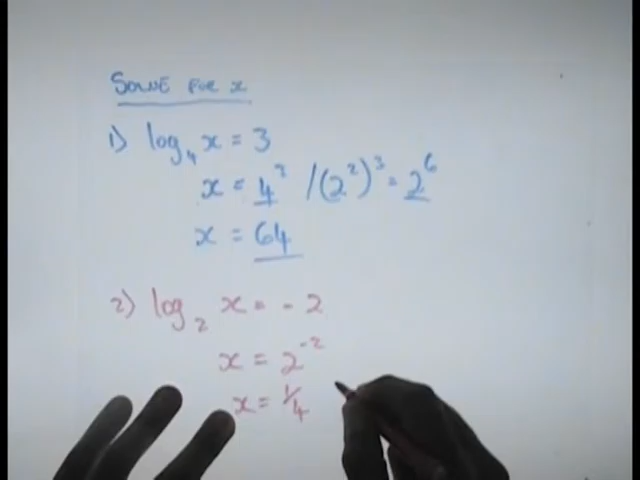 SOLVE FOR x
1) log₄ x = 3
x = 4³ /(2²)³ = 2⁶
x = 64
2) log₂ x = -2
x = 2⁻²
x = 1/4